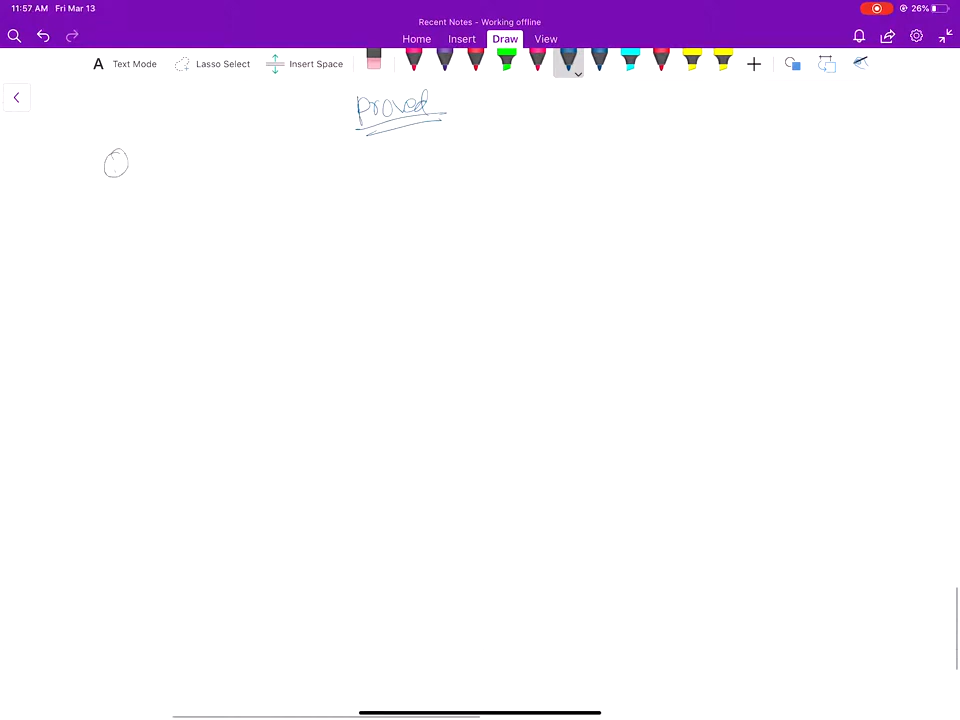 11:57 AM Fri Mar 13
26%
Recent Notes - Working offline
Home Insert Draw View
A Text Mode Lasso Select Insert Space
proved